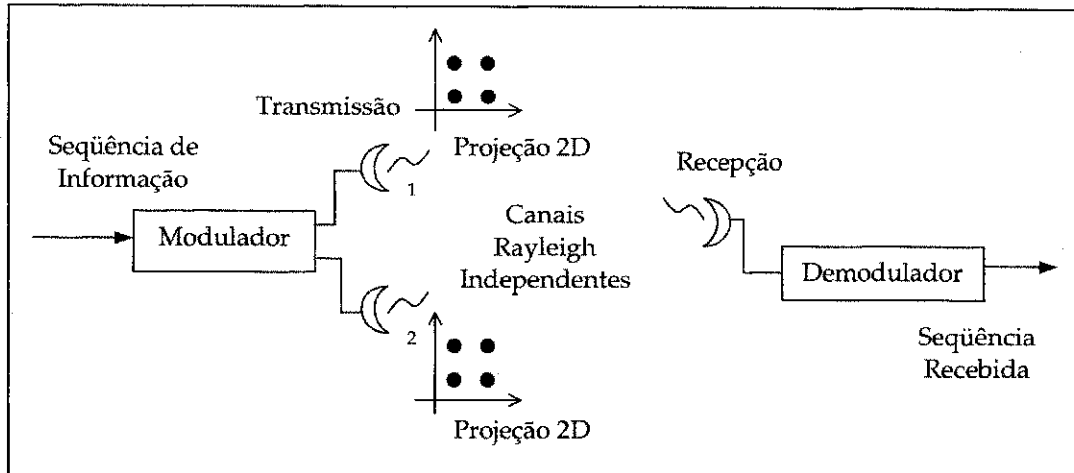 Transmissão
Projeção 2D
Seqüência de
Informação
1
Recepção
Modulador
Canais
Rayleigh
Independentes
Demodulador
2
Seqüência
Recebida
Projeção 2D